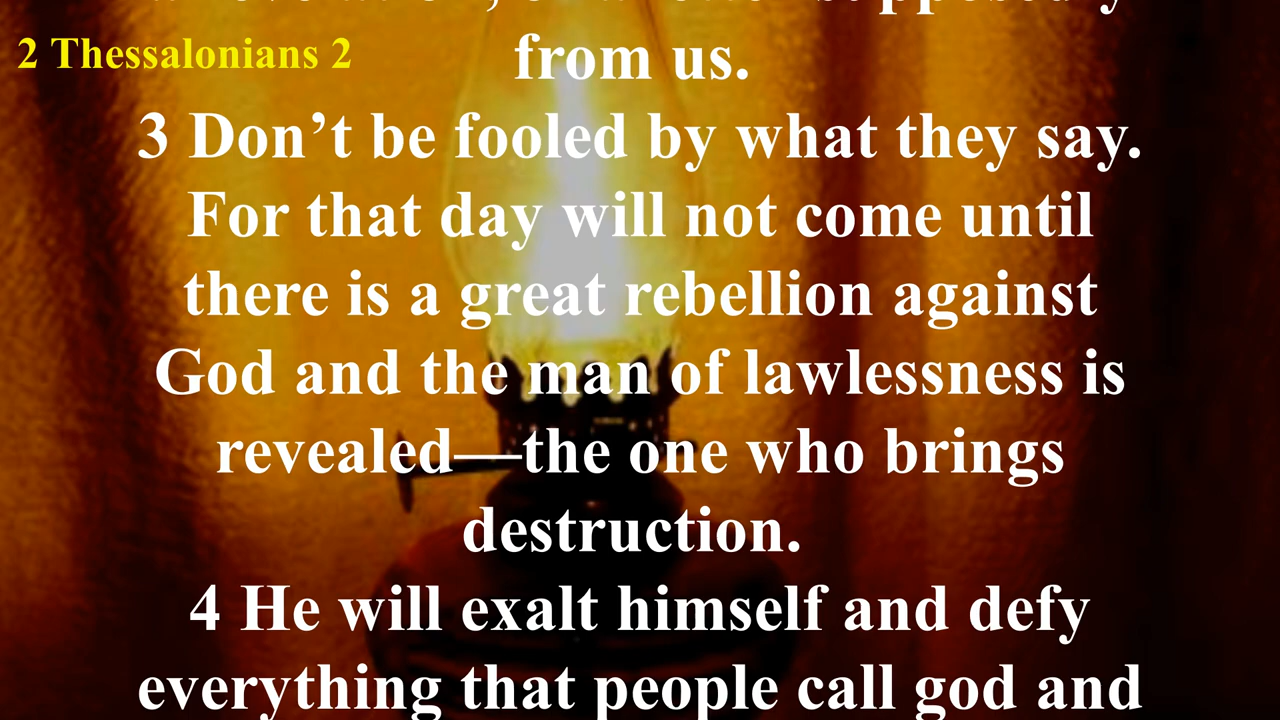 2 Thessalonians 2
from us.
3 Don’t be fooled by what they say.
For that day will not come until
there is a great rebellion against
God and the man of lawlessness is
revealed—the one who brings
destruction.
4 He will exalt himself and defy
everything that people call god and